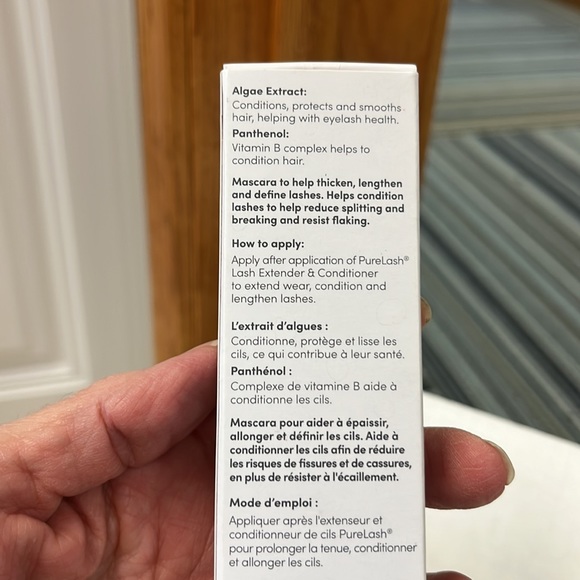 Algae Extract:
Conditions, protects and smooths
hair, helping with eyelash health.
Panthenol:
Vitamin B complex helps to
condition hair.
Mascara to help thicken, lengthen
and define lashes. Helps condition
lashes to help reduce splitting and
breaking and resist flaking.
How to apply:
Apply after application of PureLash®
Lash Extender & Conditioner
to extend wear, condition and
lengthen lashes.
L'extrait d'algues :
Conditionne, protège et lisse les
cils, ce qui contribue à leur santé.
Panthénol :
Complexe de vitamine B aide à
conditionne les cils.
Mascara pour aider à épaissir,
allonger et définir les cils. Aide à
conditionner les cils afin de réduire
les risques de fissures et de cassures,
en plus de résister à l'écaillement.
Mode d'emploi :
Appliquer après l'extenseur et
conditionneur de cils PureLash®
pour prolonger la tenue, conditionner
et allonger les cils.